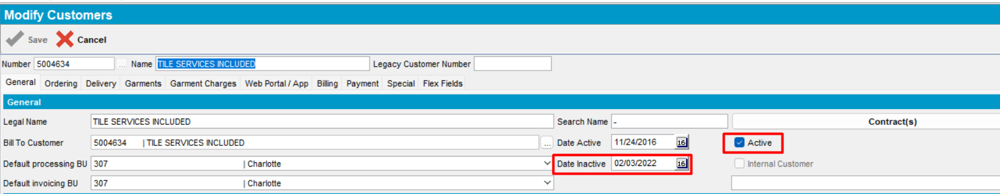 Modify Customers
Save Cancel
Number 5004634 ... Name TILE SERVICES INCLUDED Legacy Customer Number
General Ordering Delivery Garments Garment Charges Web Portal / App Billing Payment Special Flex Fields
General
Legal Name TILE SERVICES INCLUDED Search Name - Contract(s)
Bill To Customer 5004634 | TILE SERVICES INCLUDED ... Date Active 11/24/2016 16 Active
Default processing BU 307 | Charlotte Date Inactive 02/03/2022 16 Internal Customer
Default invoicing BU 307 | Charlotte